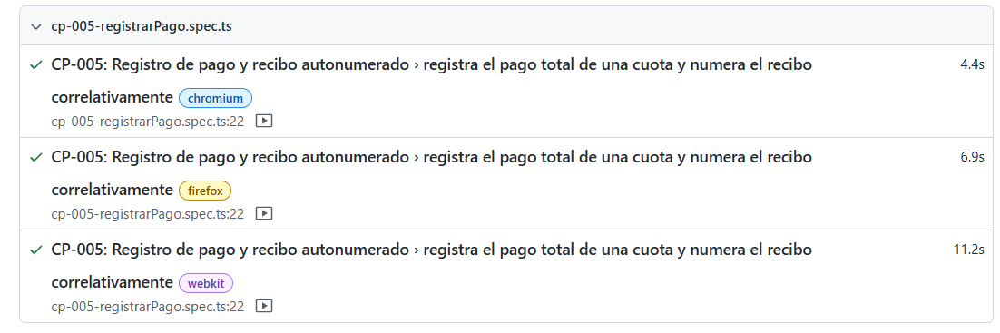 cp-005-registrarPago.spec.ts
CP-005: Registro de pago y recibo autonumerado › registra el pago total de una cuota y numera el recibo 4.4s
correlativamente chromium
cp-005-registrarPago.spec.ts:22
CP-005: Registro de pago y recibo autonumerado › registra el pago total de una cuota y numera el recibo 6.9s
correlativamente firefox
cp-005-registrarPago.spec.ts:22
CP-005: Registro de pago y recibo autonumerado › registra el pago total de una cuota y numera el recibo 11.2s
correlativamente webkit
cp-005-registrarPago.spec.ts:22